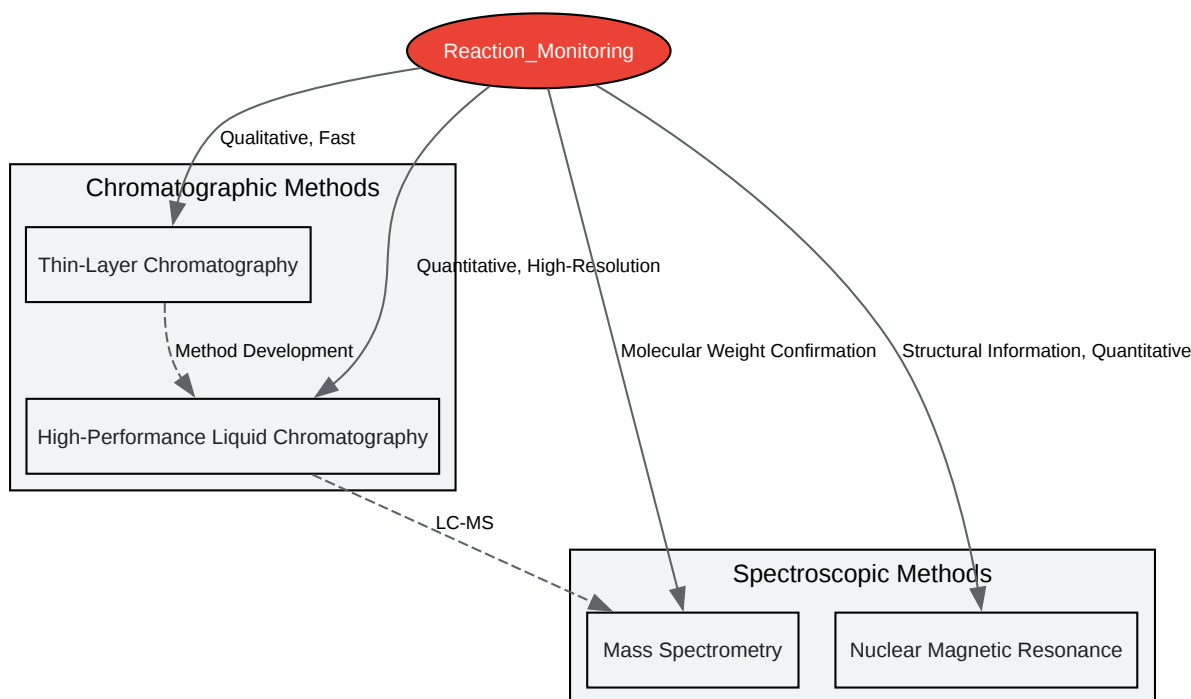 Reaction_Monitoring
Qualitative, Fast
Chromatographic Methods
Thin-Layer Chromatography
Quantitative, High-Resolution
Method Development
Molecular Weight Confirmation
Structural Information, Quantitative
High-Performance Liquid Chromatography
LC-MS
Spectroscopic Methods
Mass Spectrometry
Nuclear Magnetic Resonance